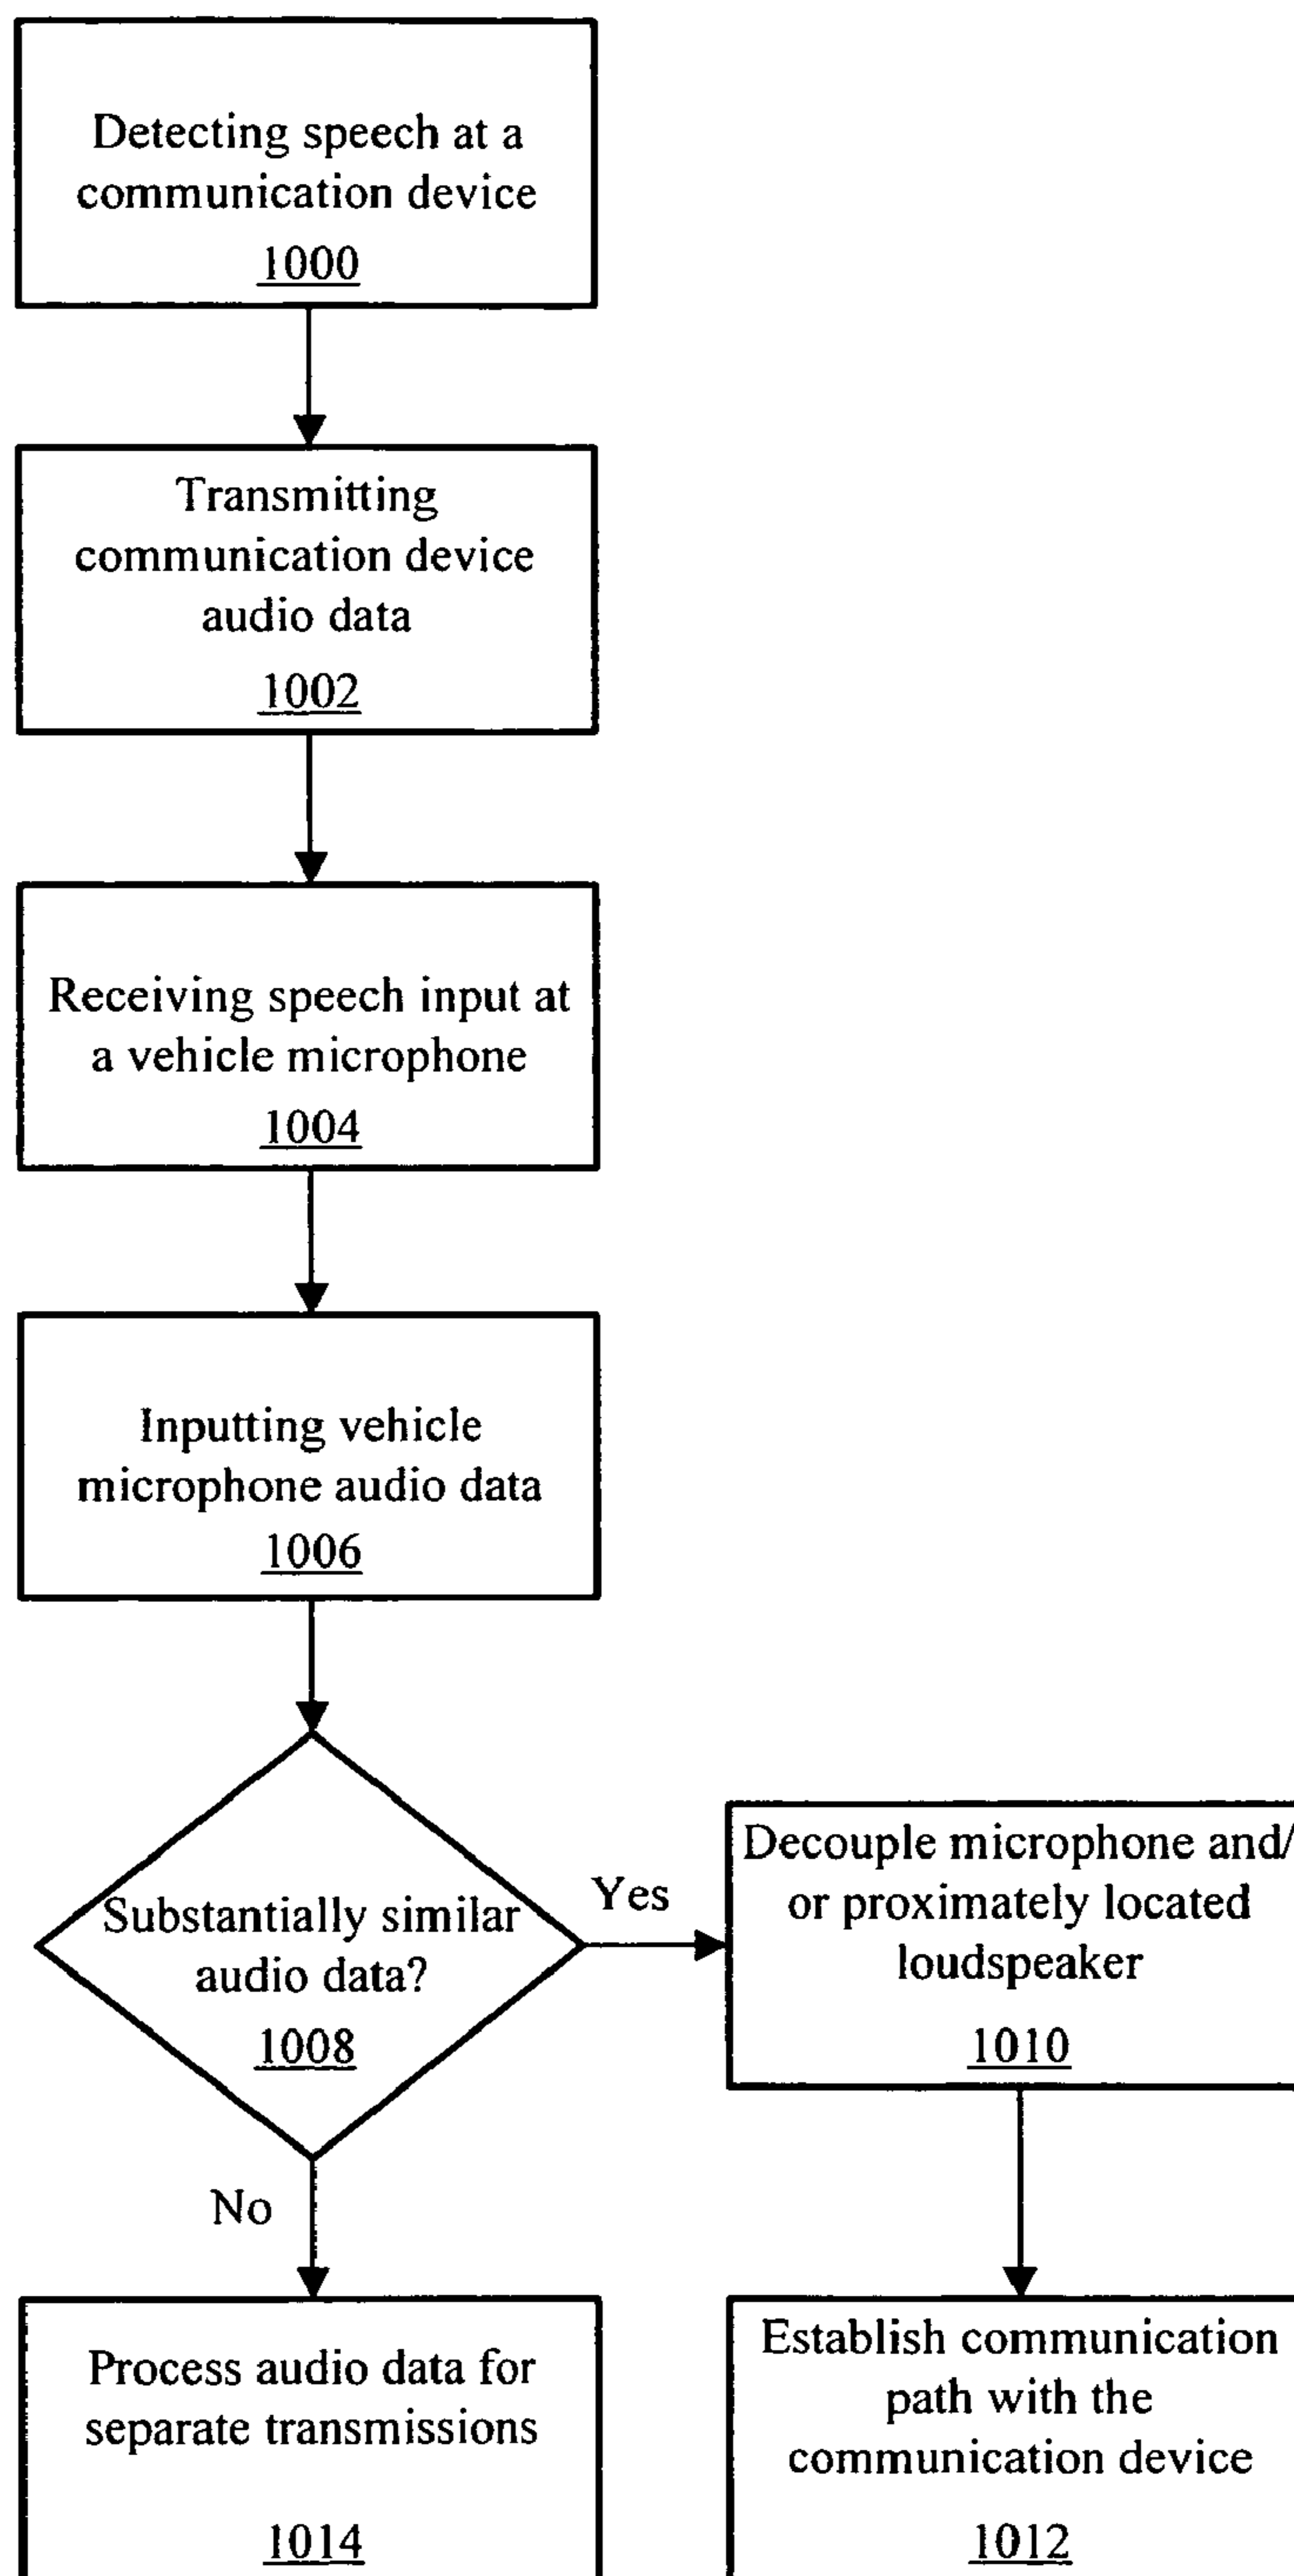 Detecting speech at a
communication device
1000
Transmitting
communication device
audio data
1002
Receiving speech input at
a vehicle microphone
1004
Inputting vehicle
microphone audio data
1006
Substantially similar
audio data?
1008
Yes
Decouple microphone and/
or proximately located
loudspeaker
1010
No
Process audio data for
separate transmissions
1014
Establish communication
path with the
communication device
1012